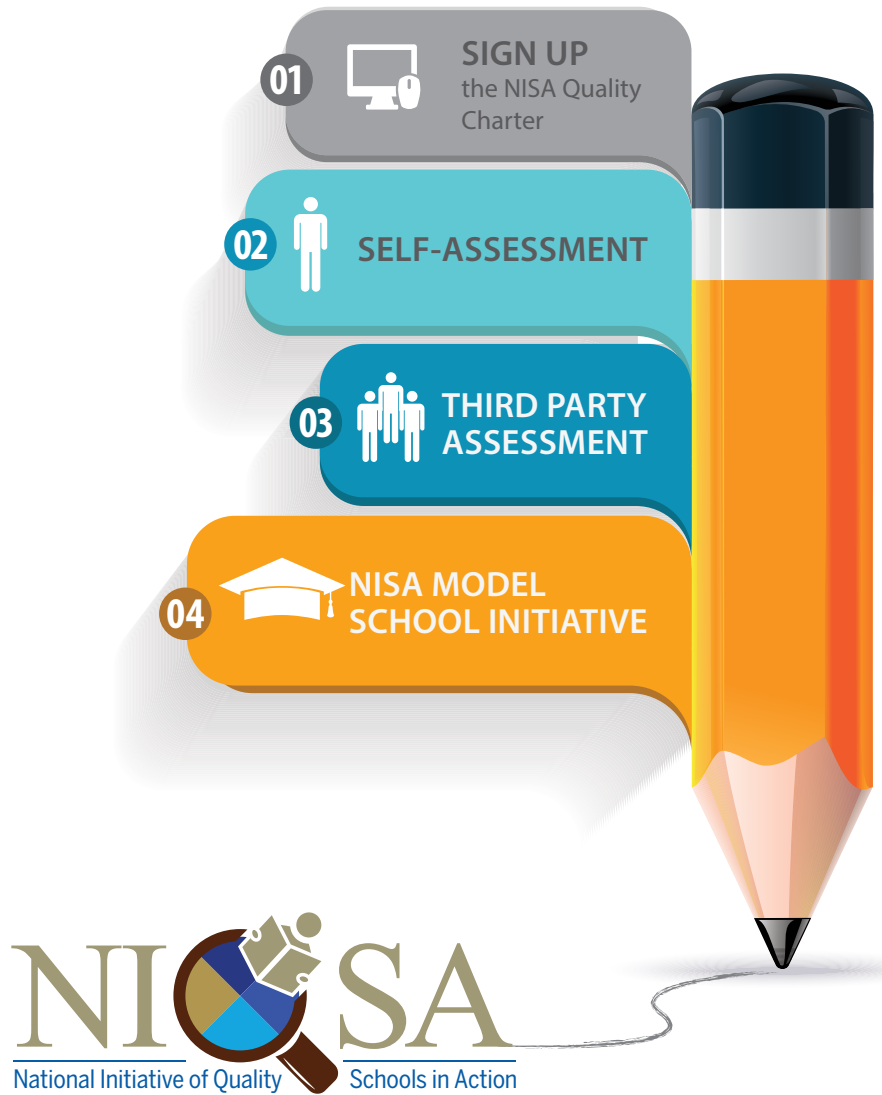 01
SIGN UP
the NISA Quality
Charter
02
SELF-ASSESSMENT
03
THIRD PARTY
ASSESSMENT
04
NISA MODEL
SCHOOL INITIATIVE
NIQSA
National Initiative of Quality Schools in Action